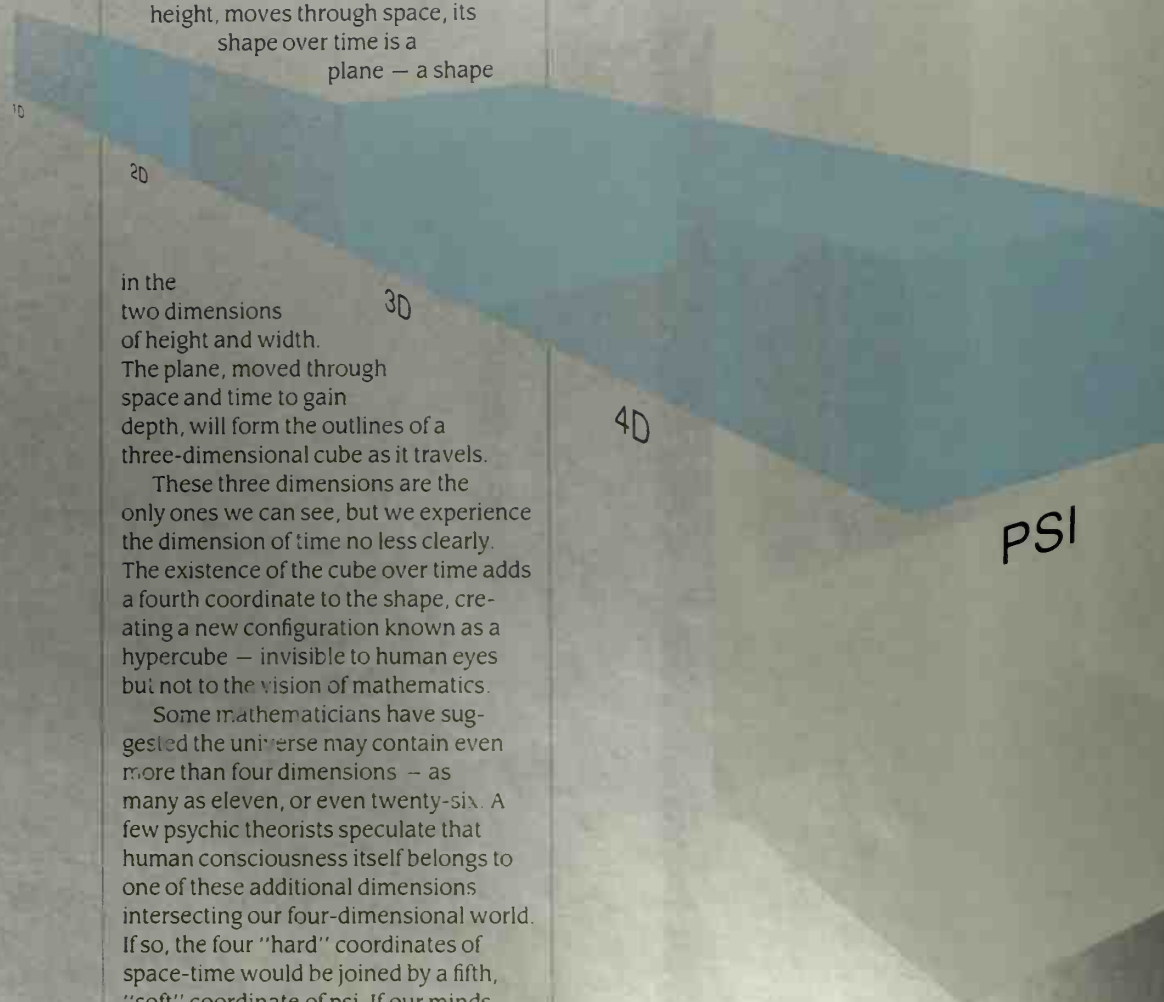 height, moves through space, its
shape over time is a
plane — a shape
1D
2D
in the
two dimensions
of height and width.
The plane, moved through
space and time to gain
depth, will form the outlines of a
three-dimensional cube as it travels.
3D
4D
PSI
These three dimensions are the
only ones we can see, but we experience
the dimension of time no less clearly.
The existence of the cube over time adds
a fourth coordinate to the shape, cre-
ating a new configuration known as a
hypercube — invisible to human eyes
but not to the vision of mathematics.
Some mathematicians have sug-
gested the universe may contain even
more than four dimensions — as
many as eleven, or even twenty-six. A
few psychic theorists speculate that
human consciousness itself belongs to
one of these additional dimensions
intersecting our four-dimensional world.
If so, the four "hard" coordinates of
space-time would be joined by a fifth,
"soft" coordinate of psi. If our minds